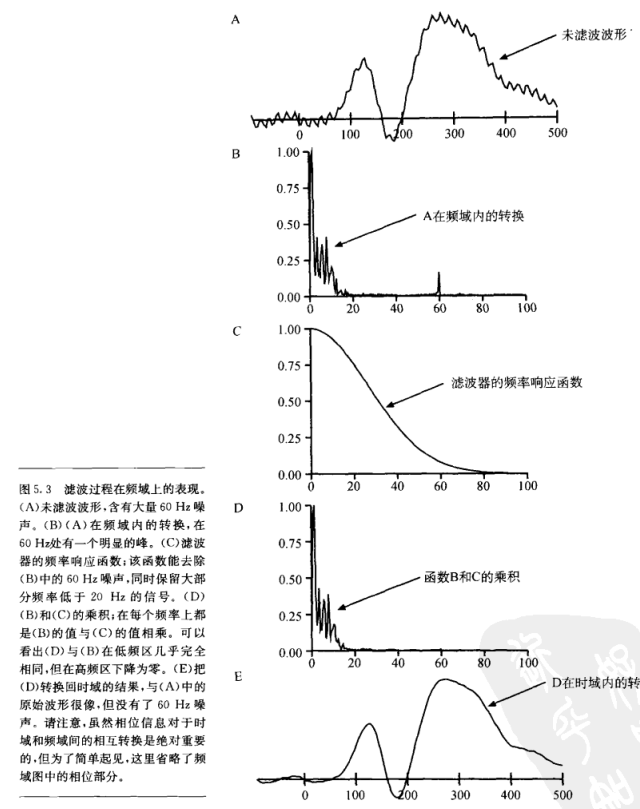 A
未滤波波形
0 100 200 300 400 500
B
1.00
0.75
A在频域内的转换
0.50
0.25
0.00
0 20 40 60 80 100
C
1.00
0.75
滤波器的频率响应函数
0.50
0.25
0.00
0 20 40 60 80 100
D
1.00
0.75
函数B和C的乘积
0.50
0.25
0.00
0 20 40 60 80 100
E
D在时域内的转
0 100 200 300 400 500
图5.3 滤波过程在频域上的表现。
(A)未滤波波形,含有大量60 Hz噪
声。(B)(A)在频域内的转换,在
60 Hz处有一个明显的峰。(C)滤波
器的频率响应函数;该函数能去除
(B)中的60 Hz噪声,同时保留大部
分频率低于20 Hz的信号。(D)
(B)和(C)的乘积;在每个频率上都
是(B)的值与(C)的值相乘。可以
看出(D)与(B)在低频区几乎完全
相同,但在高频区下降为零。(E)把
(D)转换回时域的结果,与(A)中的
原始波形很像,但没有了60 Hz噪
声。请注意,虽然相位信息对于时
域和频域间的相互转换是绝对重要
的,但为了简单起见,这里省略了频
域图中的相位部分。